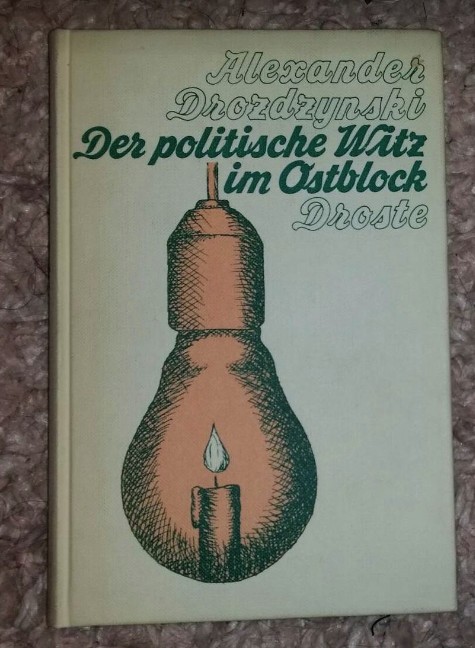 Alexander
Drozdzynski
Der politische Witz
im Ostblock
Droste